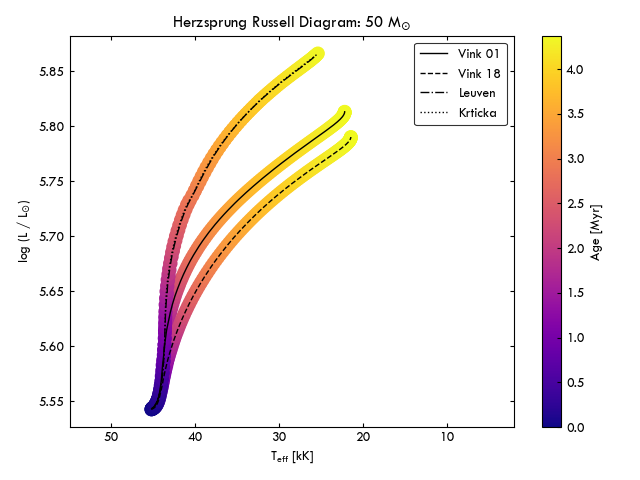 Herzsprung Russell Diagram: 50 M⊙
Vink 01
Vink 18
Leuven
Krticka
5.85
5.80
5.75
5.70
5.65
5.60
5.55
log (L / L⊙)
50 40 30 20 10
T_eff [kK]
4.0
3.5
3.0
2.5
2.0
1.5
1.0
0.5
0.0
Age [Myr]